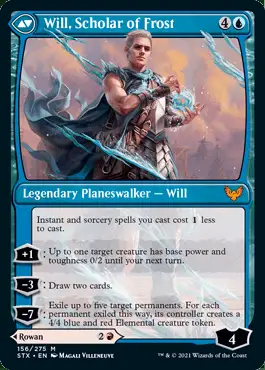 Will, Scholar of Frost 4
Legendary Planeswalker — Will
Instant and sorcery spells you cast cost 1 less
to cast.
+1: Up to one target creature has base power and
toughness 0/2 until your next turn.
-3: Draw two cards.
-7: Exile up to five target permanents. For each
permanent exiled this way, its controller creates a
4/4 blue and red Elemental creature token.
Rowan 2
4
156/275 M
STX • EN MAGALI VILLENEUVE
™ & © 2021 Wizards of the Coast